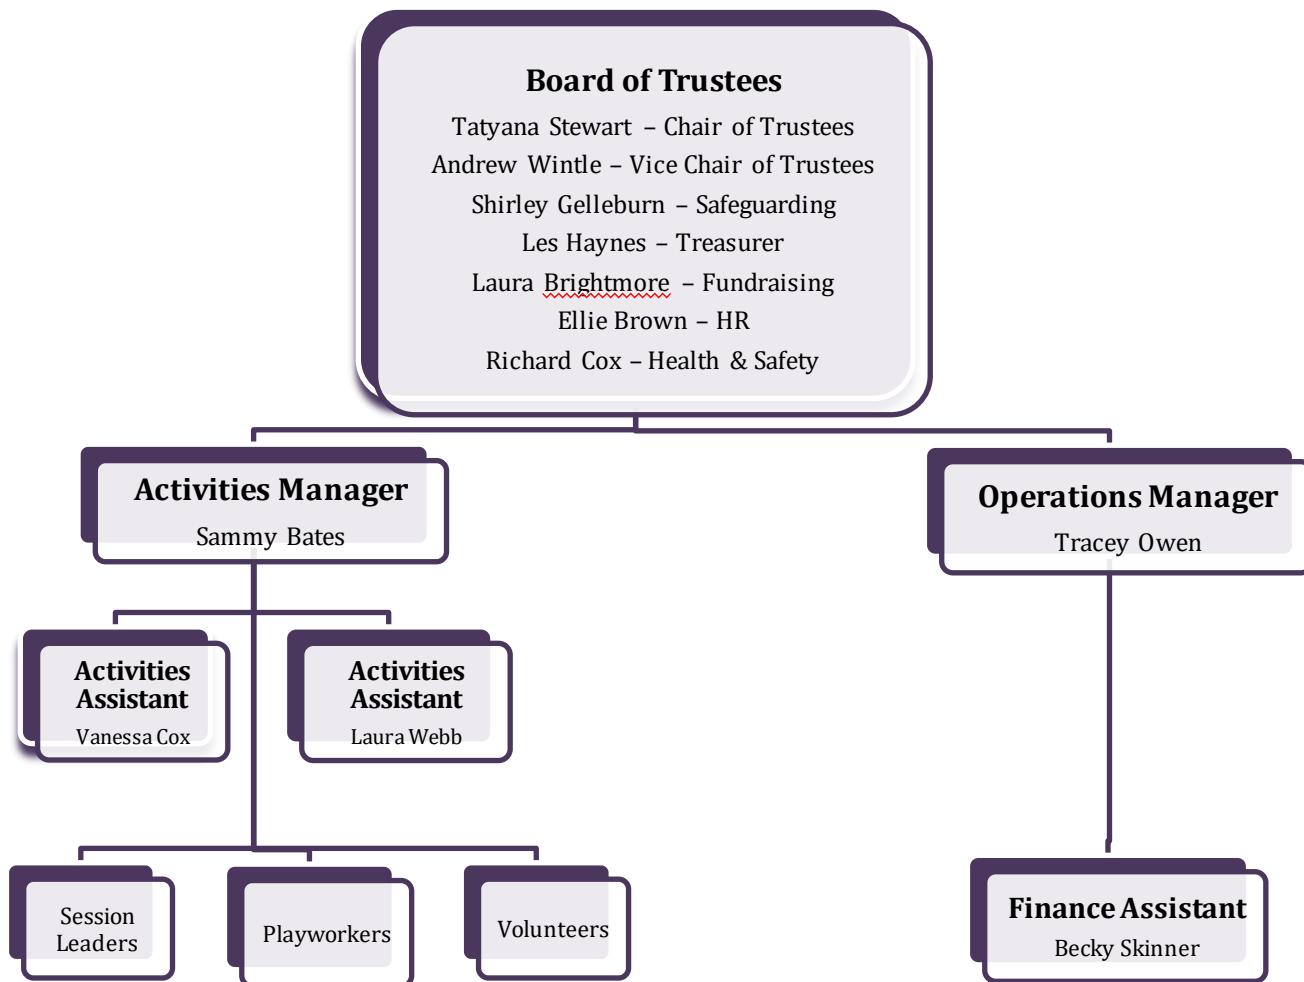 Board of Trustees
Tatyana Stewart – Chair of Trustees
Andrew Wintle – Vice Chair of Trustees
Shirley Gelleburn – Safeguarding
Les Haynes – Treasurer
Laura Brightmore – Fundraising
Ellie Brown – HR
Richard Cox – Health & Safety
Activities Manager
Sammy Bates
Operations Manager
Tracey Owen
Activities
Assistant
Vanessa Cox
Activities
Assistant
Laura Webb
Session
Leaders
Playworkers
Volunteers
Finance Assistant
Becky Skinner